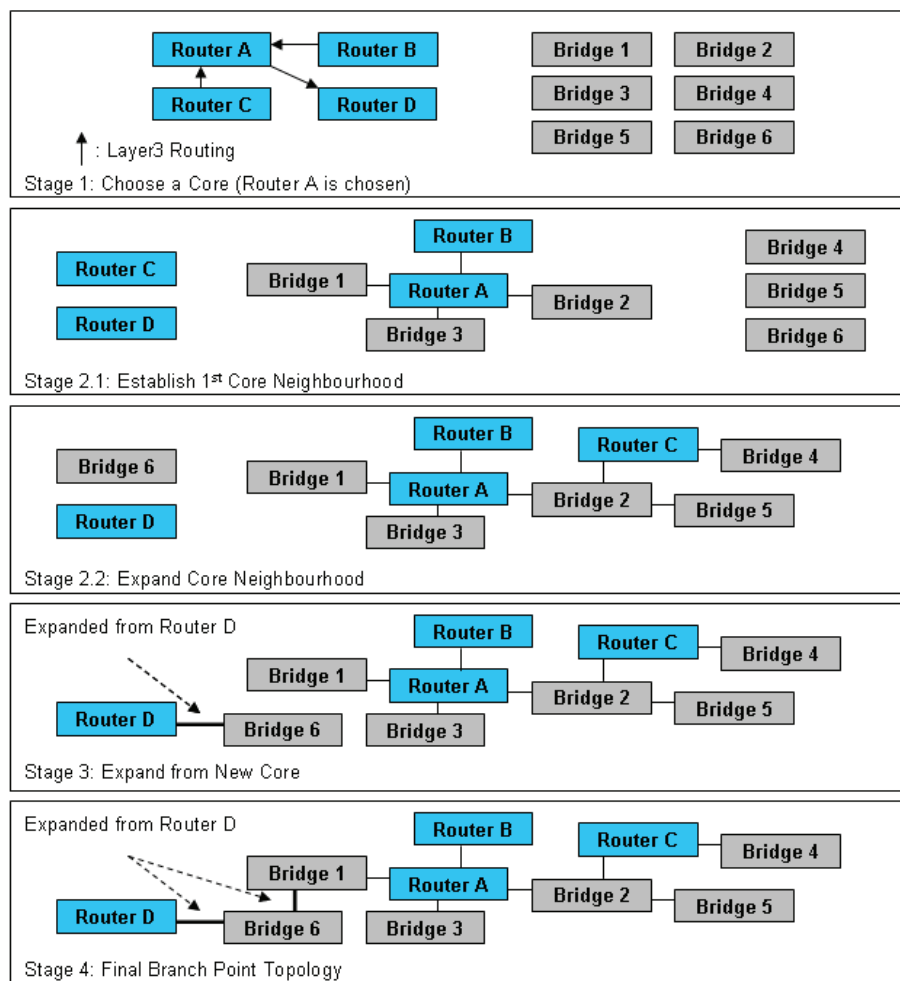 Router A
Router B
Bridge 1
Bridge 2
Router C
Router D
Bridge 3
Bridge 4
Bridge 5
Bridge 6
: Layer3 Routing
Stage 1: Choose a Core (Router A is chosen)
Router B
Router C
Bridge 1
Router A
Bridge 2
Bridge 4
Router D
Bridge 3
Bridge 5
Bridge 6
Stage 2.1: Establish 1st Core Neighbourhood
Router B
Router C
Bridge 4
Bridge 6
Bridge 1
Router A
Bridge 2
Bridge 5
Router D
Bridge 3
Stage 2.2: Expand Core Neighbourhood
Expanded from Router D
Router B
Router C
Bridge 4
Bridge 1
Router A
Bridge 2
Bridge 5
Router D
Bridge 6
Bridge 3
Stage 3: Expand from New Core
Expanded from Router D
Router B
Router C
Bridge 4
Bridge 1
Router A
Bridge 2
Bridge 5
Router D
Bridge 6
Bridge 3
Stage 4: Final Branch Point Topology